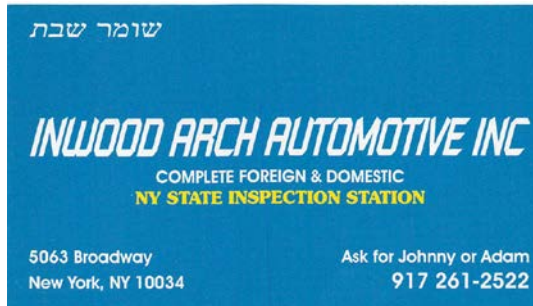 שומר שבת
INWOOD ARCH AUTOMOTIVE INC
COMPLETE FOREIGN & DOMESTIC
NY STATE INSPECTION STATION
5063 Broadway
New York, NY 10034
Ask for Johnny or Adam
917 261-2522